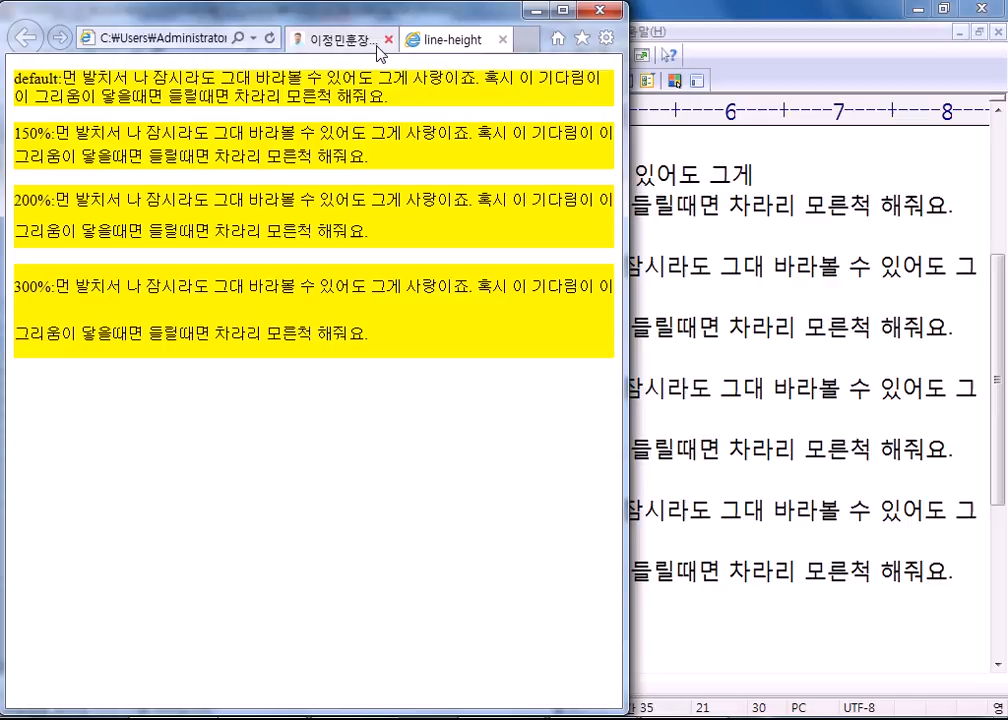 C:₩Users₩Administrator
이정민훈장...
line-height
default:먼 발치서 나 잠시라도 그대 바라볼 수 있어도 그게 사랑이죠. 혹시 이 기다림이
이 그리움이 닿을때면 들릴때면 차라리 모른척 해줘요.
150%:먼 발치서 나 잠시라도 그대 바라볼 수 있어도 그게 사랑이죠. 혹시 이 기다림이 이
그리움이 닿을때면 들릴때면 차라리 모른척 해줘요.
200%:먼 발치서 나 잠시라도 그대 바라볼 수 있어도 그게 사랑이죠. 혹시 이 기다림이 이
그리움이 닿을때면 들릴때면 차라리 모른척 해줘요.
300%:먼 발치서 나 잠시라도 그대 바라볼 수 있어도 그게 사랑이죠. 혹시 이 기다림이 이
그리움이 닿을때면 들릴때면 차라리 모른척 해줘요.
말(H)
6 7 8
있어도 그게
들릴때면 차라리 모른척 해줘요.
잠시라도 그대 바라볼 수 있어도 그
들릴때면 차라리 모른척 해줘요.
잠시라도 그대 바라볼 수 있어도 그
들릴때면 차라리 모른척 해줘요.
잠시라도 그대 바라볼 수 있어도 그
들릴때면 차라리 모른척 해줘요.
35 21 30 PC UTF-8